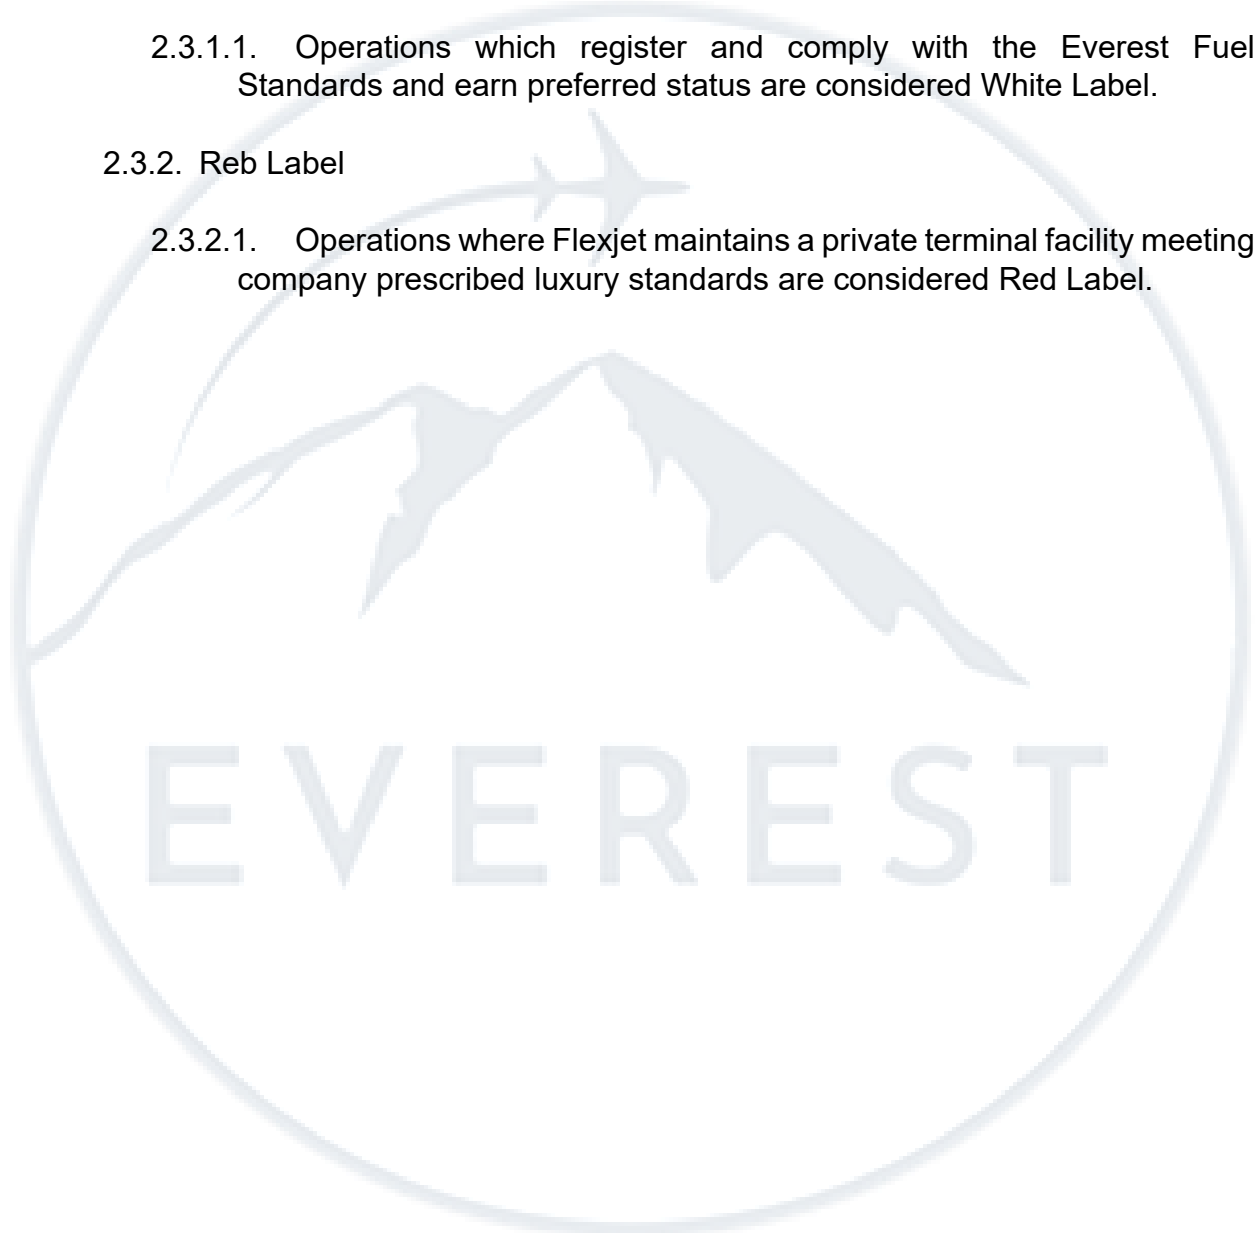 2.3.1.1. Operations which register and comply with the Everest Fuel
Standards and earn preferred status are considered White Label.
2.3.2. Reb Label
2.3.2.1. Operations where Flexjet maintains a private terminal facility meeting
company prescribed luxury standards are considered Red Label.
EVEREST